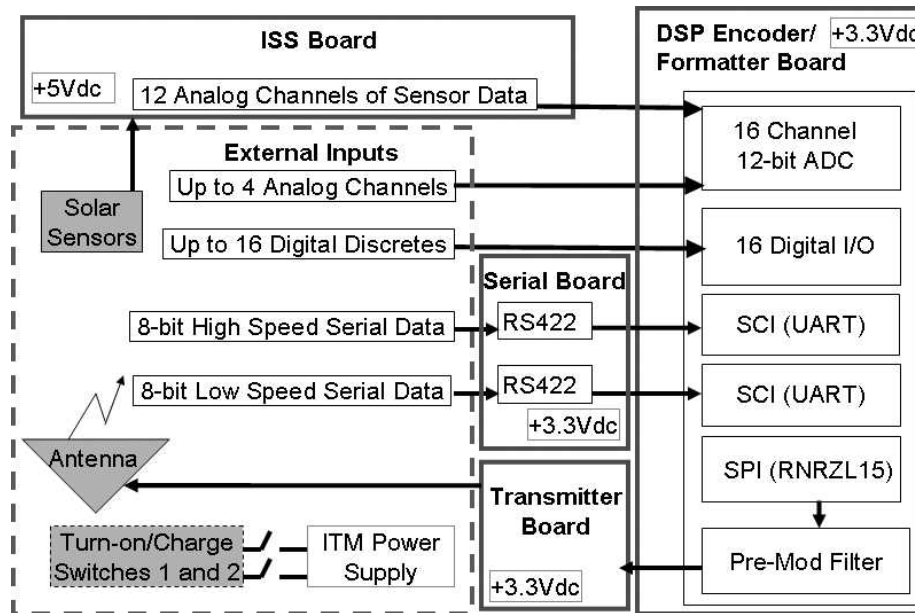 ISS Board
+5Vdc
12 Analog Channels of Sensor Data
DSP Encoder/
Formatter Board
+3.3Vdc
16 Channel
12-bit ADC
External Inputs
Up to 4 Analog Channels
Solar
Sensors
Up to 16 Digital Discretes
16 Digital I/O
Serial Board
8-bit High Speed Serial Data
RS422
SCI (UART)
8-bit Low Speed Serial Data
RS422
SCI (UART)
+3.3Vdc
Antenna
SPI (RNRZL15)
Transmitter
Board
+3.3Vdc
Pre-Mod Filter
Turn-on/Charge
Switches 1 and 2
ITM Power
Supply